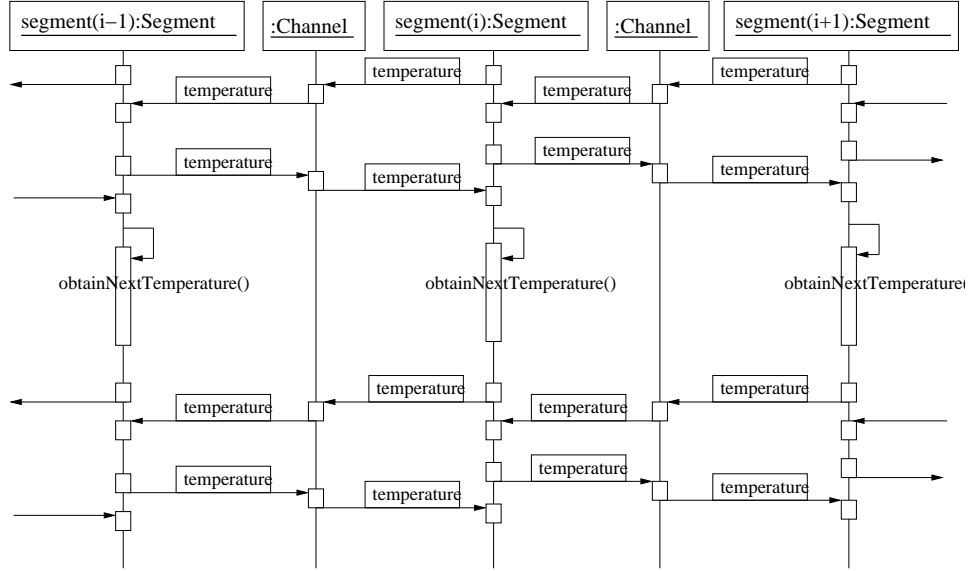 segment(i−1):Segment
:Channel
segment(i):Segment
:Channel
segment(i+1):Segment
temperature
temperature
temperature
temperature
temperature
temperature
temperature
temperature
obtainNextTemperature()
obtainNextTemperature()
obtainNextTemperature(
temperature
temperature
temperature
temperature
temperature
temperature
temperature
temperature